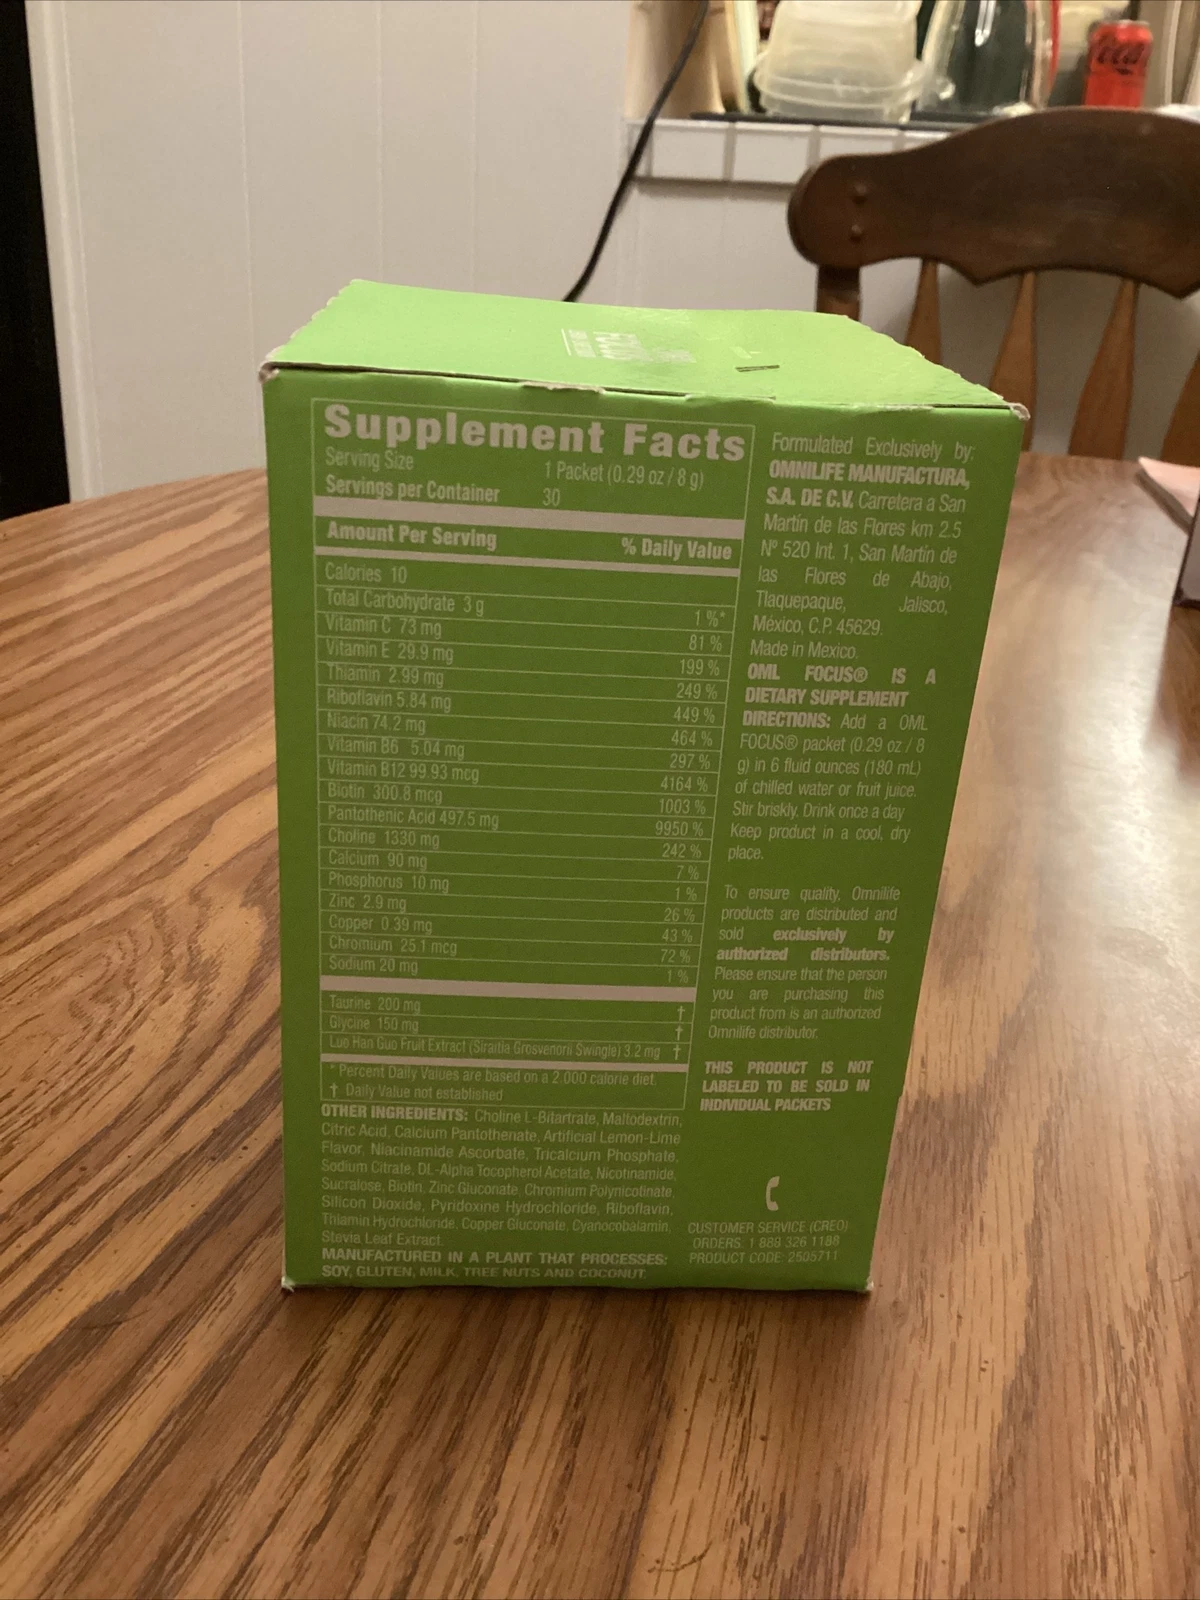 Supplement Facts
Serving Size 1 Packet (0.29 oz / 8 g)
Servings per Container 30
Amount Per Serving % Daily Value
Calories 10
Total Carbohydrate 3 g 1 %*
Vitamin C 73 mg 81 %
Vitamin E 29.9 mg 199 %
Thiamin 2.99 mg 249 %
Riboflavin 5.84 mg 449 %
Niacin 74.2 mg 464 %
Vitamin B6 5.04 mg 297 %
Vitamin B12 99.93 mcg 4164 %
Biotin 300.8 mcg 1003 %
Pantothenic Acid 497.5 mg 9950 %
Choline 1330 mg 242 %
Calcium 90 mg 7 %
Phosphorus 10 mg 1 %
Zinc 2.9 mg 26 %
Copper 0.39 mg 43 %
Chromium 25.1 mcg 72 %
Sodium 20 mg 1 %
Taurine 200 mg †
Glycine 150 mg †
Luo Han Guo Fruit Extract (Siraitia Grosvenorii Swingle) 3.2 mg †
* Percent Daily Values are based on a 2,000 calorie diet.
† Daily Value not established
OTHER INGREDIENTS: Choline L-Bitartrate, Maltodextrin,
Citric Acid, Calcium Pantothenate, Artificial Lemon-Lime
Flavor, Niacinamide Ascorbate, Tricalcium Phosphate,
Sodium Citrate, DL-Alpha Tocopherol Acetate, Nicotinamide,
Sucralose, Biotin, Zinc Gluconate, Chromium Polynicotinate,
Silicon Dioxide, Pyridoxine Hydrochloride, Riboflavin,
Thiamin Hydrochloride, Copper Gluconate, Cyanocobalamin,
Stevia Leaf Extract.
MANUFACTURED IN A PLANT THAT PROCESSES:
SOY, GLUTEN, MILK, TREE NUTS AND COCONUT.
Formulated Exclusively by:
OMNILIFE MANUFACTURA,
S.A. DE C.V. Carretera a San
Martín de las Flores km 2.5
Nº 520 Int. 1, San Martín de
las Flores de Abajo,
Tlaquepaque, Jalisco,
México, C.P. 45629.
Made in Mexico.
OML FOCUS® IS A
DIETARY SUPPLEMENT
DIRECTIONS: Add a OML
FOCUS® packet (0.29 oz / 8
g) in 6 fluid ounces (180 mL)
of chilled water or fruit juice.
Stir briskly. Drink once a day
Keep product in a cool, dry
place.
To ensure quality, Omnilife
products are distributed and
sold exclusively by
authorized distributors.
Please ensure that the person
you are purchasing this
product from is an authorized
Omnilife distributor.
THIS PRODUCT IS NOT
LABELED TO BE SOLD IN
INDIVIDUAL PACKETS
CUSTOMER SERVICE (CREO)
ORDERS: 1 888 326 1188
PRODUCT CODE: 2505711